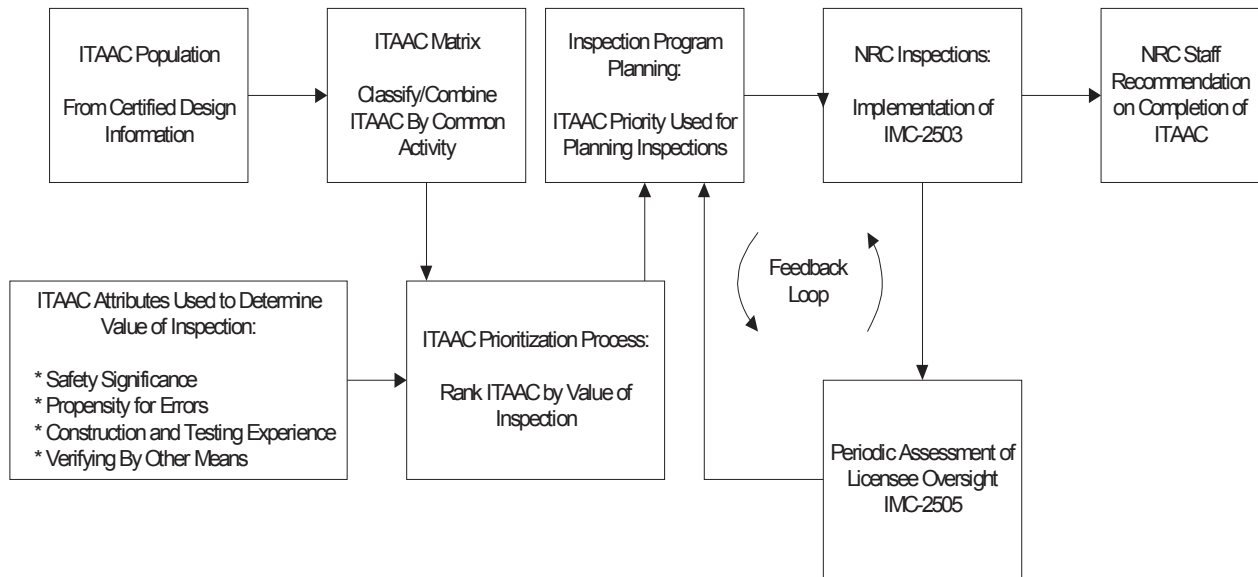 ITAAC Population
From Certified Design
Information
ITAAC Matrix
Classify/Combine
ITAAC By Common
Activity
Inspection Program
Planning:
ITAAC Priority Used for
Planning Inspections
NRC Inspections:
Implementation of
IMC-2503
NRC Staff
Recommendation
on Completion of
ITAAC
ITAAC Attributes Used to Determine
Value of Inspection:
* Safety Significance
* Propensity for Errors
* Construction and Testing Experience
* Verifying By Other Means
ITAAC Prioritization Process:
Rank ITAAC by Value of
Inspection
Feedback
Loop
Periodic Assessment of
Licensee Oversight
IMC-2505